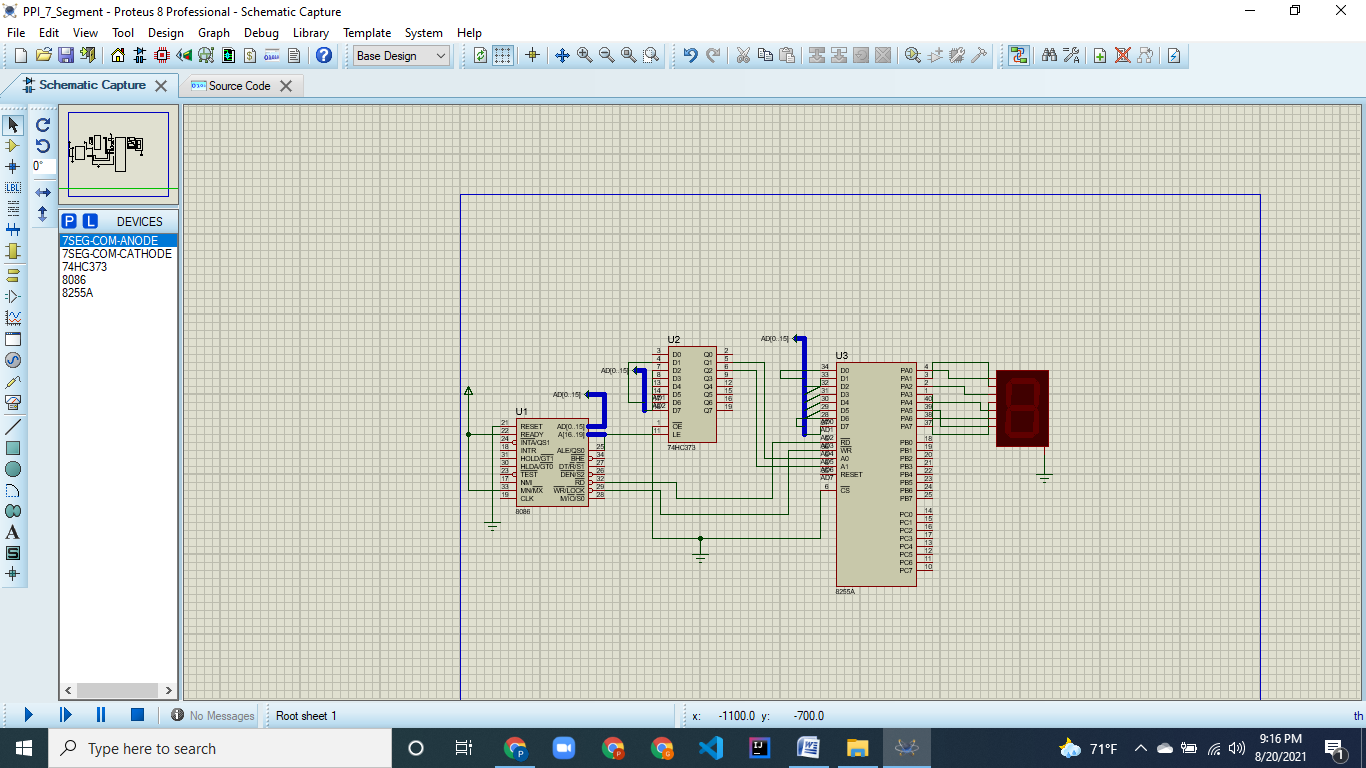 PPI_7_Segment - Proteus 8 Professional - Schematic Capture
File Edit View Tool Design Graph Debug Library Template System Help
Base Design
Schematic Capture
Source Code
LBL
0°
P L DEVICES
7SEG-COM-ANODE
7SEG-COM-CATHODE
74HC373
8086
8255A
A
S
U1
21 RESET
22 READY
24 INTA/QS1
18 INTR
31 HOLD/GT1
30 HLDA/GT0
23 TEST
17 NMI
33 MN/MX
19 CLK
AD[0..15]
A[16..19]
ALE/QS0 25
BHE 34
DT/R/S1 27
DEN/S2 26
RD 32
WR/LOCK 29
M/IO/S0 28
8086
AD[0..15]
U2
3 D0
4 D1
7 D2
8 D3
13 D4
14 D5
D6
D7
1 OE
11 LE
Q0 2
Q1 5
Q2 6
Q3 9
Q4 12
Q5 15
Q6 16
Q7 19
74HC373
AD[0..15]
AD[0..15]
U3
34 D0
33 D1
32 D2
31 D3
30 D4
29 D5
28 D6
D7
AD1
AD2
AD3
AD7
RD
WR
A0
A1
RESET
6 CS
PA0 4
PA1 3
PA2 2
PA3 1
PA4 40
PA5 39
PA6 38
PA7 37
PB0 18
PB1 19
PB2 20
PB3 21
PB4 22
PB5 23
PB6 24
PB7 25
PC0 14
PC1 15
PC2 16
PC3 17
PC4 13
PC5 12
PC6 11
PC7 10
8255A
No Messages
Root sheet 1
x: -1100.0 y: -700.0
th
Type here to search
71°F
9:16 PM
8/20/2021
1